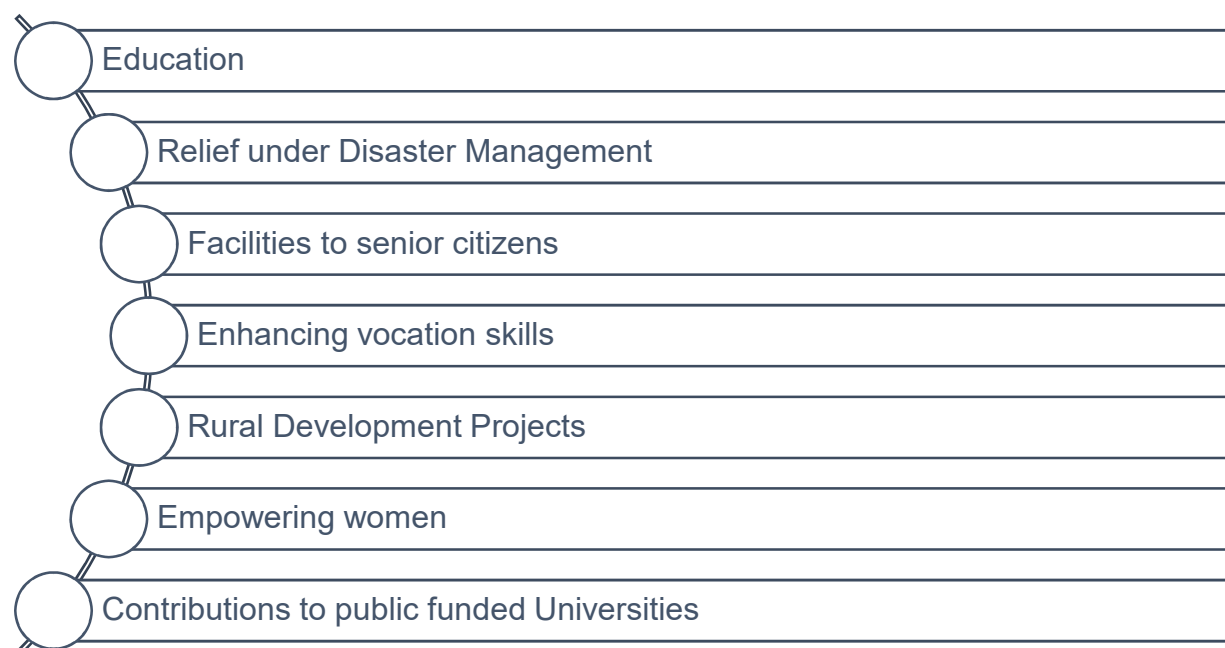 Education
Relief under Disaster Management
Facilities to senior citizens
Enhancing vocation skills
Rural Development Projects
Empowering women
Contributions to public funded Universities